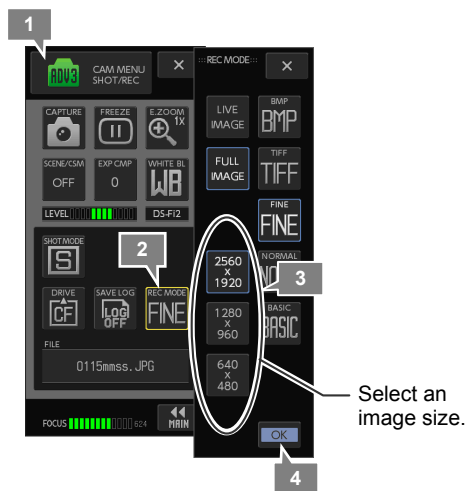 1
ADV3
CAM MENU
SHOT/REC
×
CAPTURE
FREEZE
E.ZOOM
1X
SCENE/CSM
OFF
EXP CMP
0
WHITE BL
WB
LEVEL
DS-Fi2
SHOT MODE
S
2
DRIVE
CF
SAVE LOG
LOG
OFF
REC MODE
FINE
FILE
0115mmss.JPG
FOCUS
624
MAIN
:::REC MODE:::
×
LIVE
IMAGE
BMP
BMP
FULL
IMAGE
TIFF
TIFF
FINE
FINE
2560
x
1920
NORMAL
3
1280
x
960
BASIC
BASIC
640
x
480
OK
4
Select an
image size.